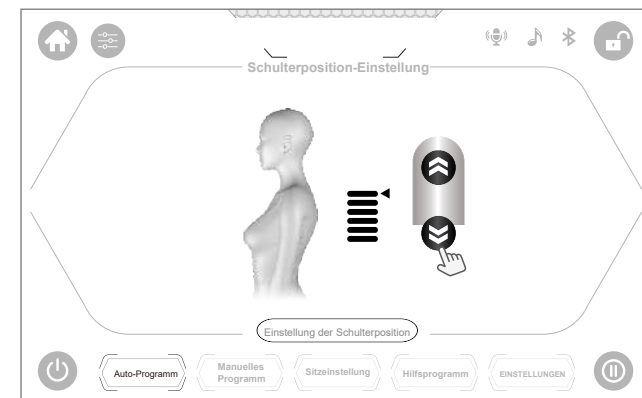 Schulterposition-Einstellung
Einstellung der Schulterposition
Auto-Programm
Manuelles
Programm
Sitzeinstellung
Hilfsprogramm
EINSTELLUNGEN